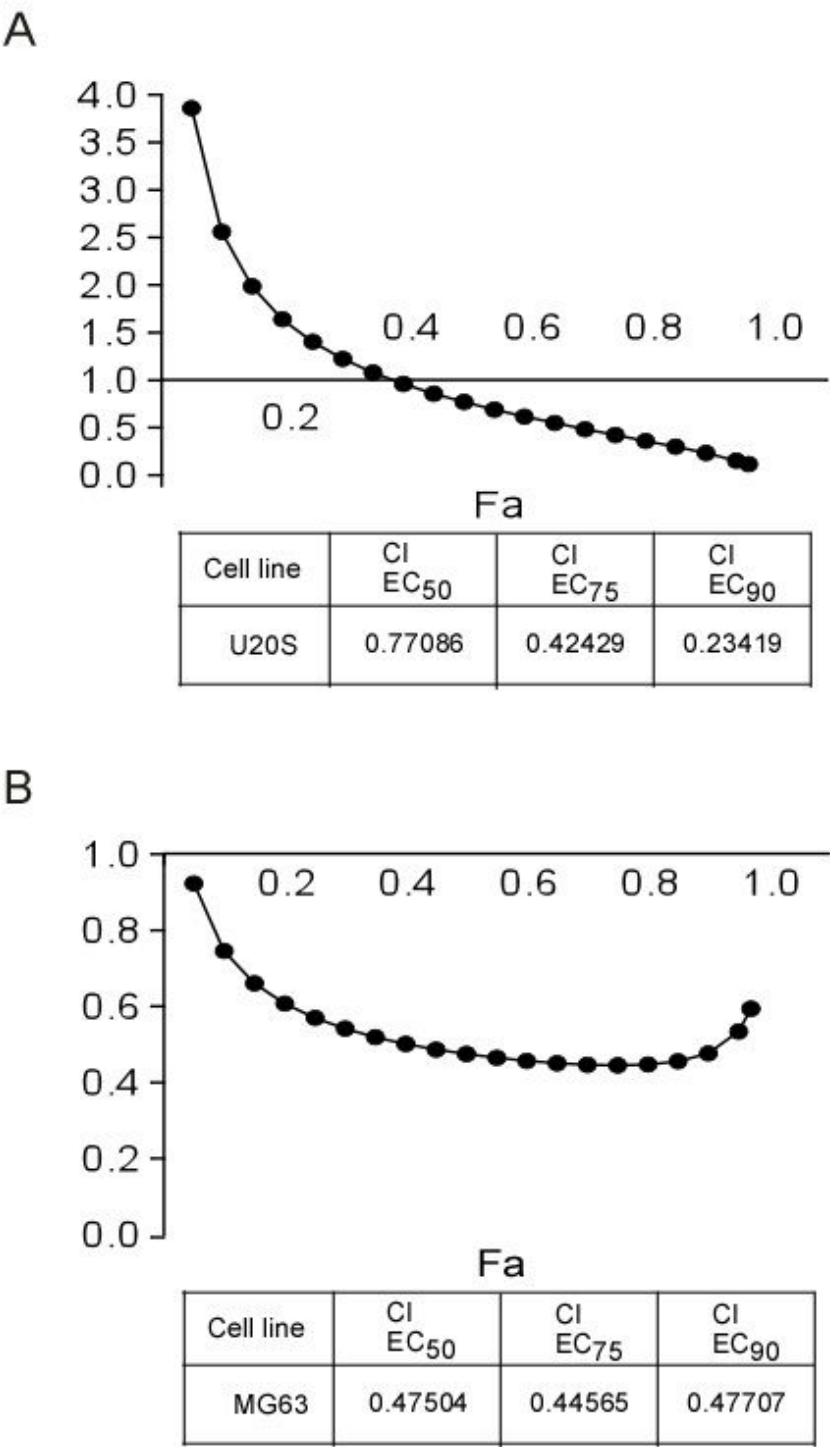 A
4.0
3.5
3.0
2.5
2.0
1.5
0.4 0.6 0.8 1.0
1.0
0.2
0.5
0.0
Fa
Cell line CI EC50 CI EC75 CI EC90
U20S 0.77086 0.42429 0.23419
B
1.0
0.2 0.4 0.6 0.8 1.0
0.8
0.6
0.4
0.2
0.0
Fa
Cell line CI EC50 CI EC75 CI EC90
MG63 0.47504 0.44565 0.47707